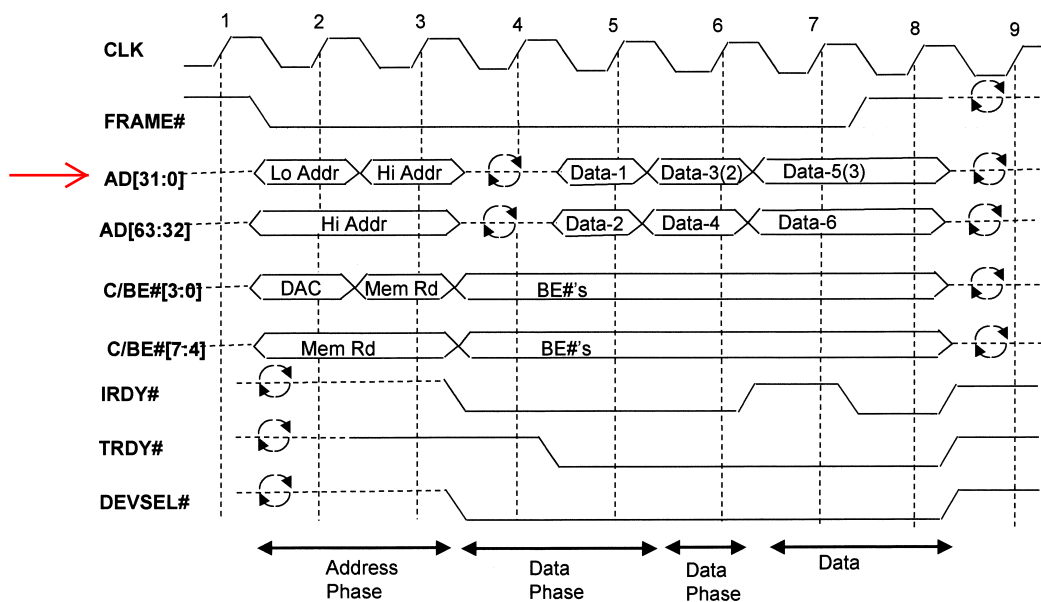 1 2 3 4 5 6 7 8 9
CLK
FRAME#
AD[31:0] Lo Addr Hi Addr Data-1 Data-3(2) Data-5(3)
AD[63:32] Hi Addr Data-2 Data-4 Data-6
C/BE#[3:0] DAC Mem Rd BE#'s
C/BE#[7:4] Mem Rd BE#'s
IRDY#
TRDY#
DEVSEL#
Address Data Data Data
Phase Phase Phase